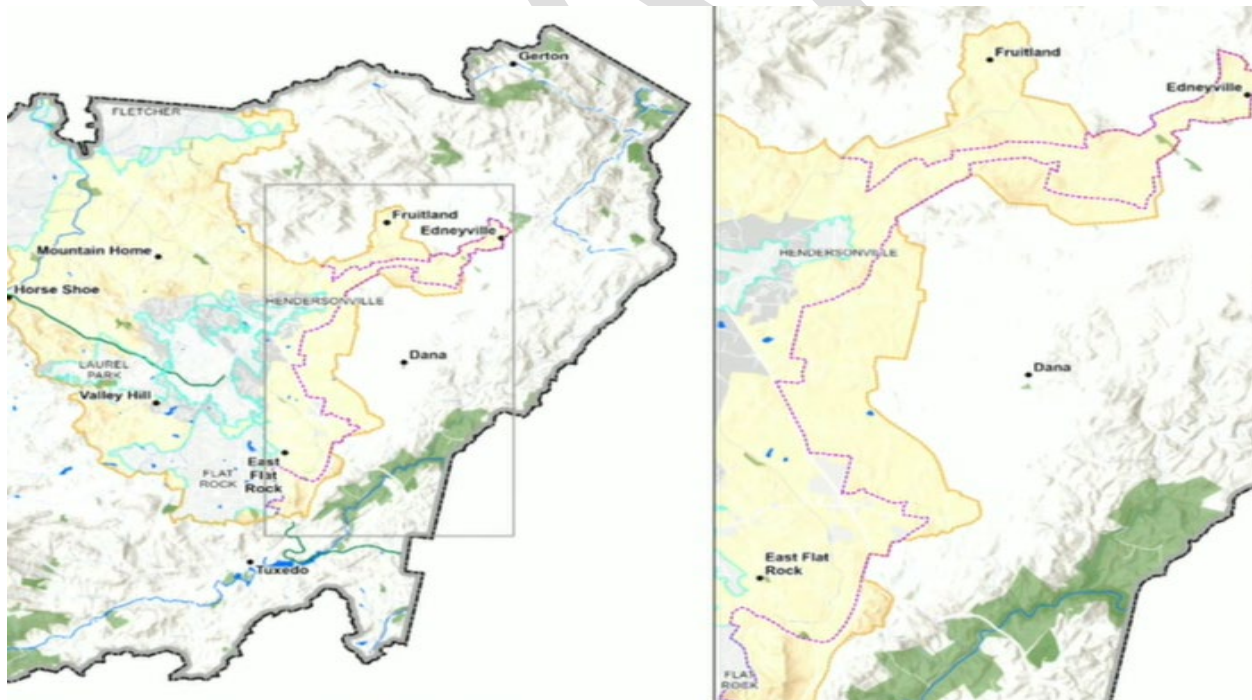 Gerton
FLETCHER
Fruitland
Edneyville
Mountain Home
Horse Shoe
HENDERSONVILLE
Dana
LAUREL
PARK
Valley Hill
East
Flat
Rock
FLAT
ROCK
Tuxedo
Fruitland
Edneyville
HENDERSONVILLE
Dana
East Flat
Rock
FLAT
ROCK